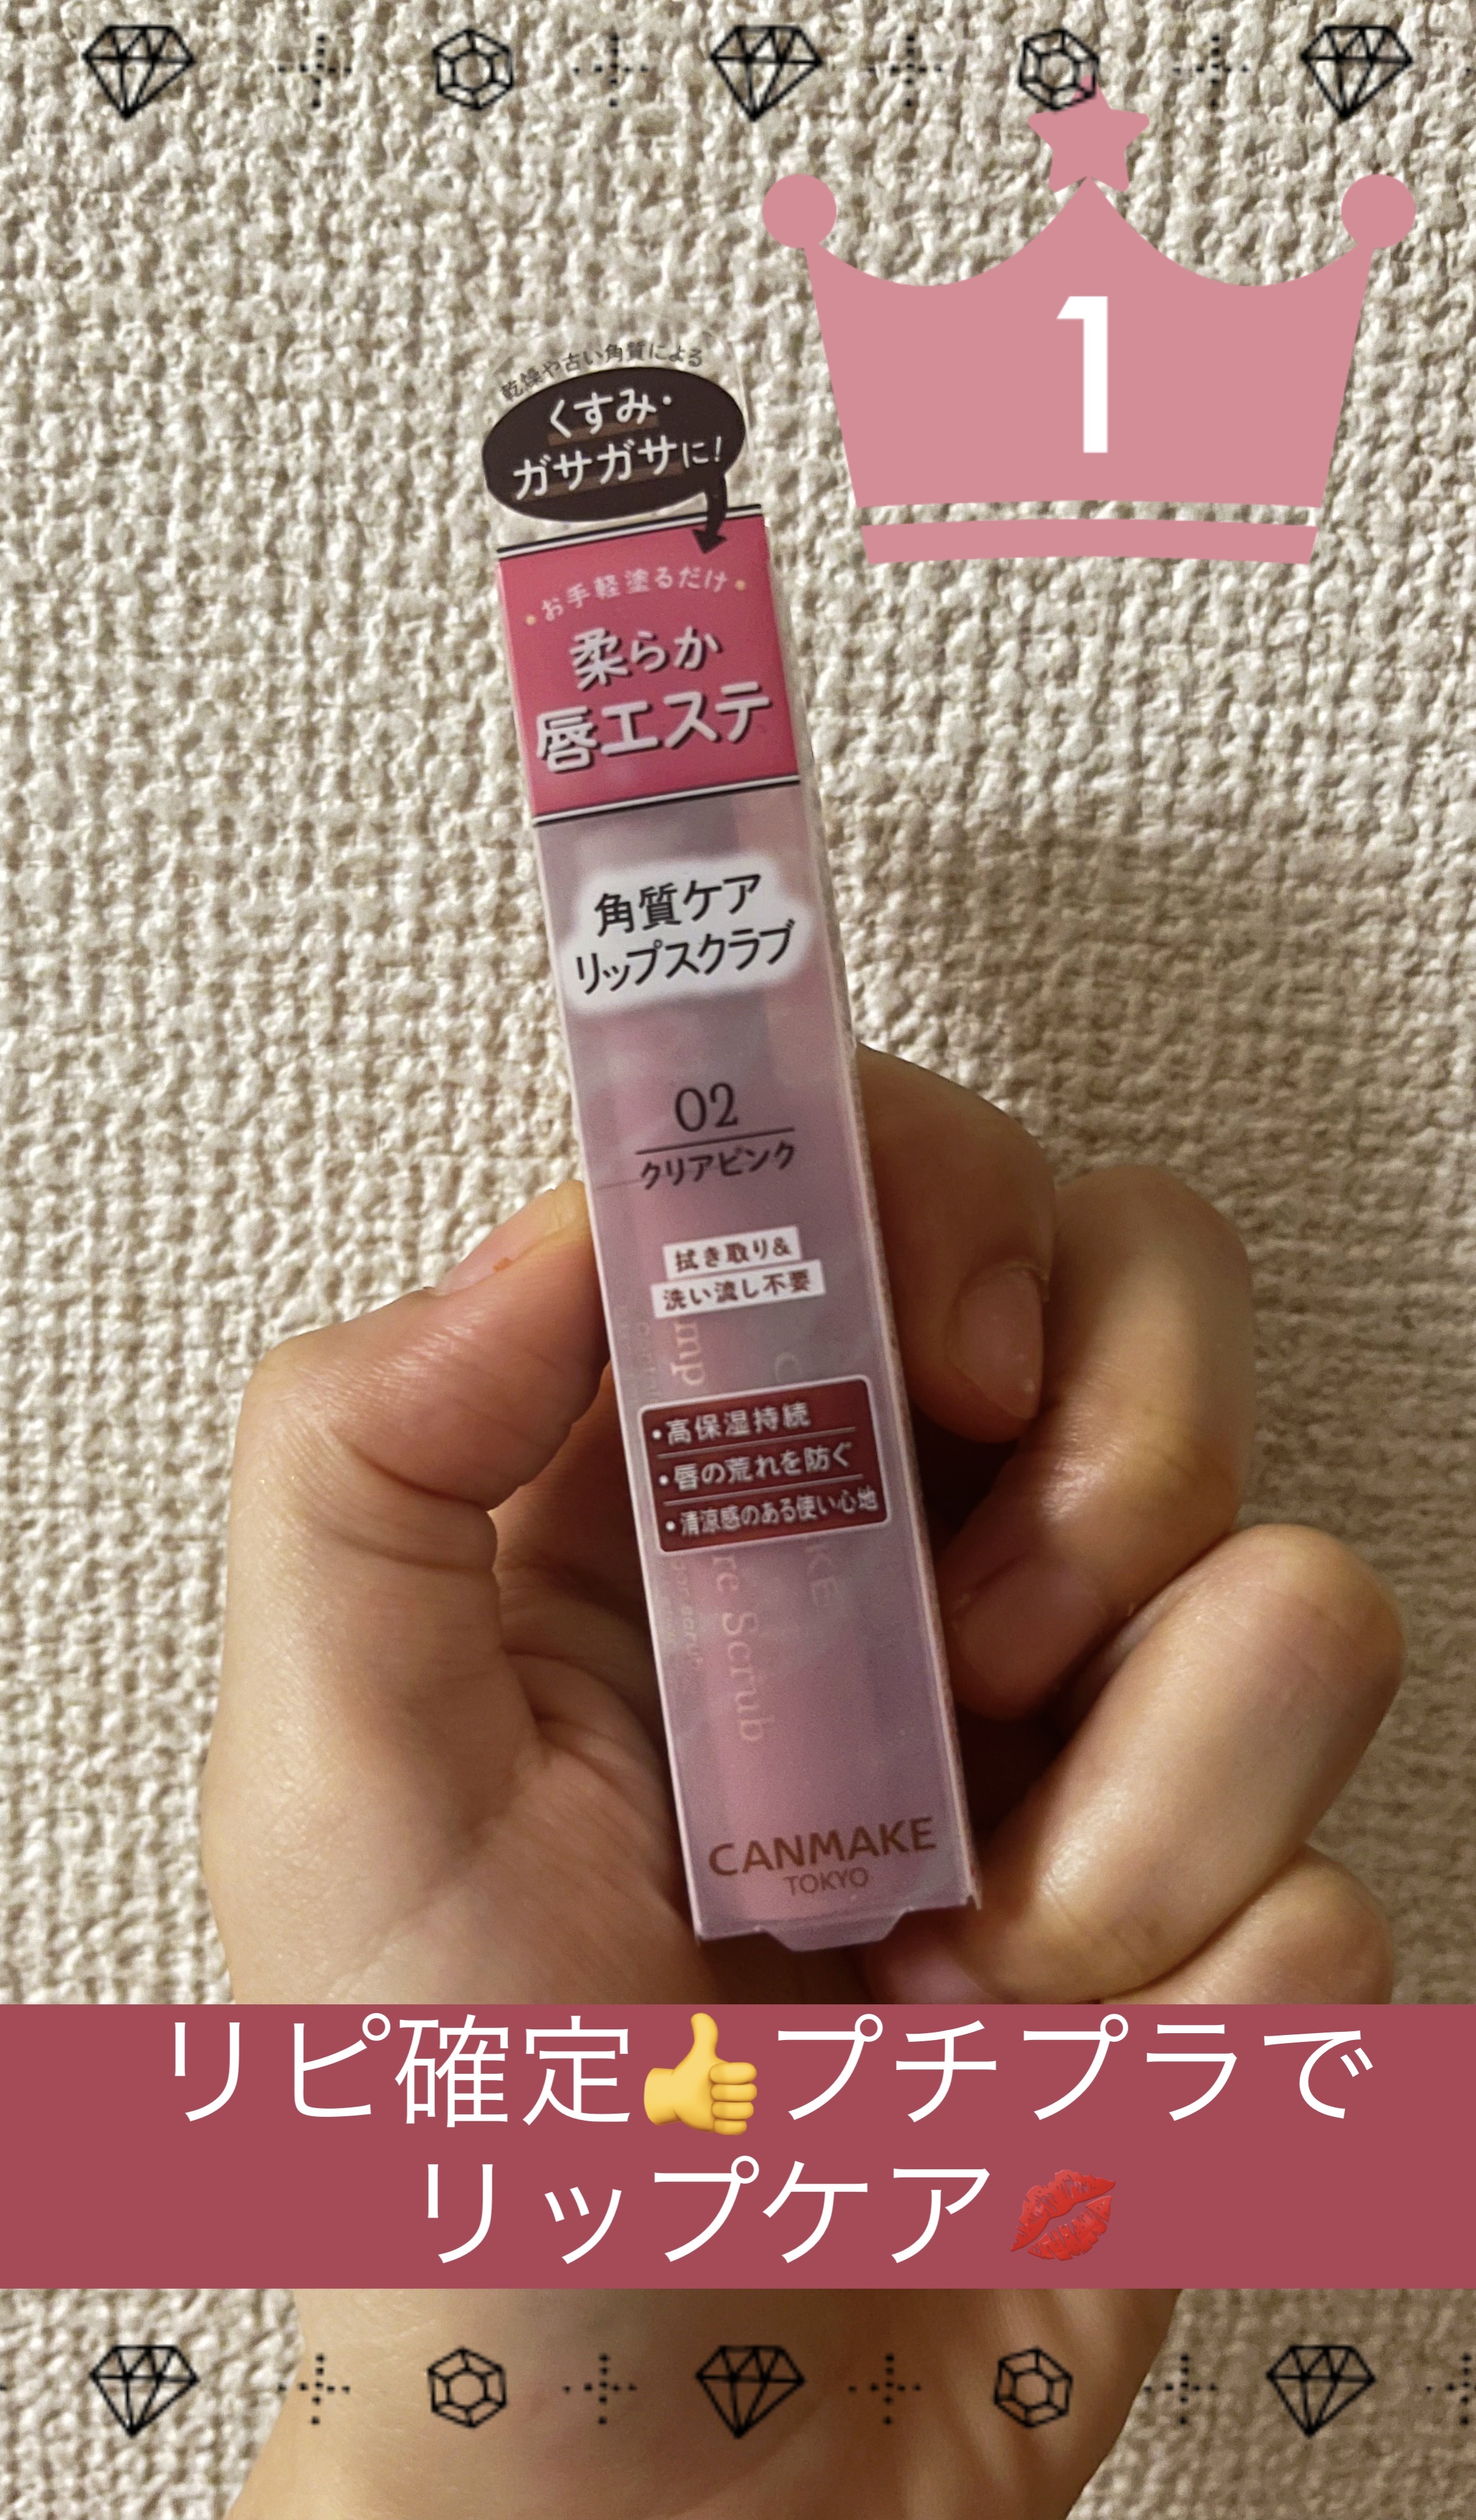 1
乾燥や古い角質による
くすみ・
ガサガサに!
・お手軽塗るだけ・
柔らか
唇エステ
角質ケア
リップスクラブ
02
クリアピンク
拭き取り&
洗い流し不要
mp
・高保湿持続
・唇の荒れを防ぐ
・清涼感のある使い心地
re Scrub
CANMAKE
TOKYO
リピ確定👍プチプラで
リップケア💋